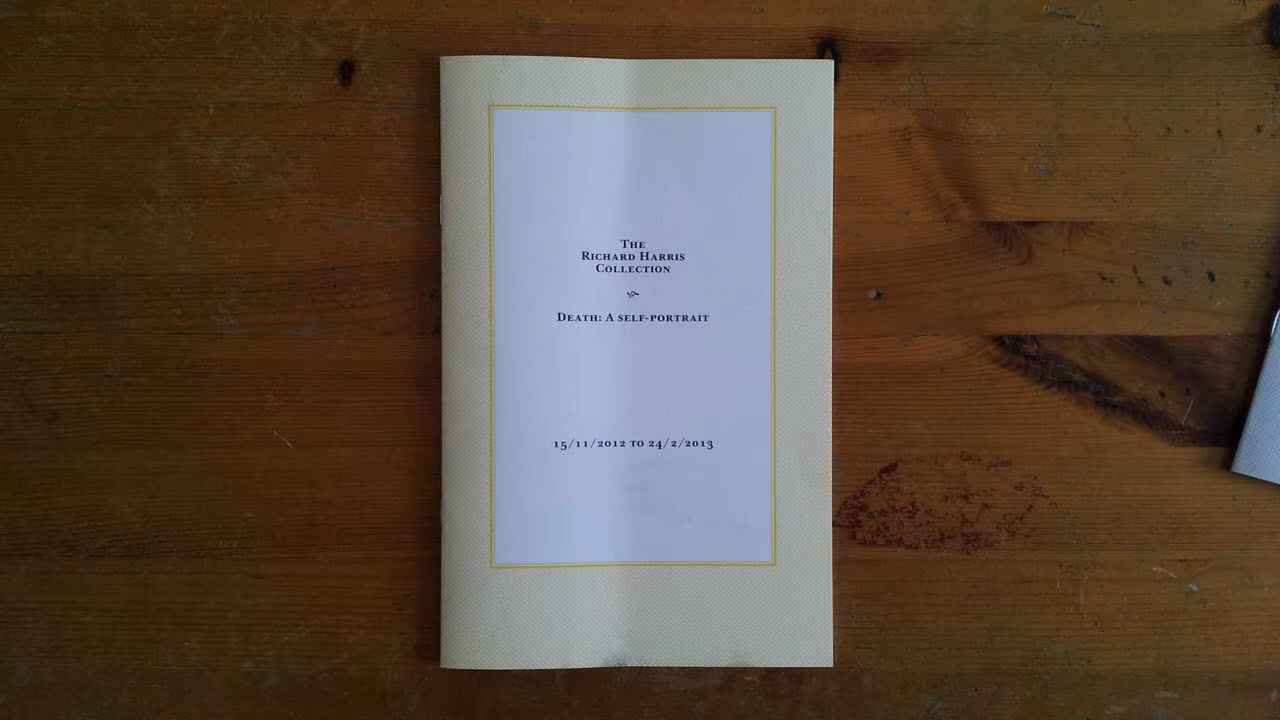 The
Richard Harris
Collection
Death: A self-portrait
15/11/2012 to 24/2/2013